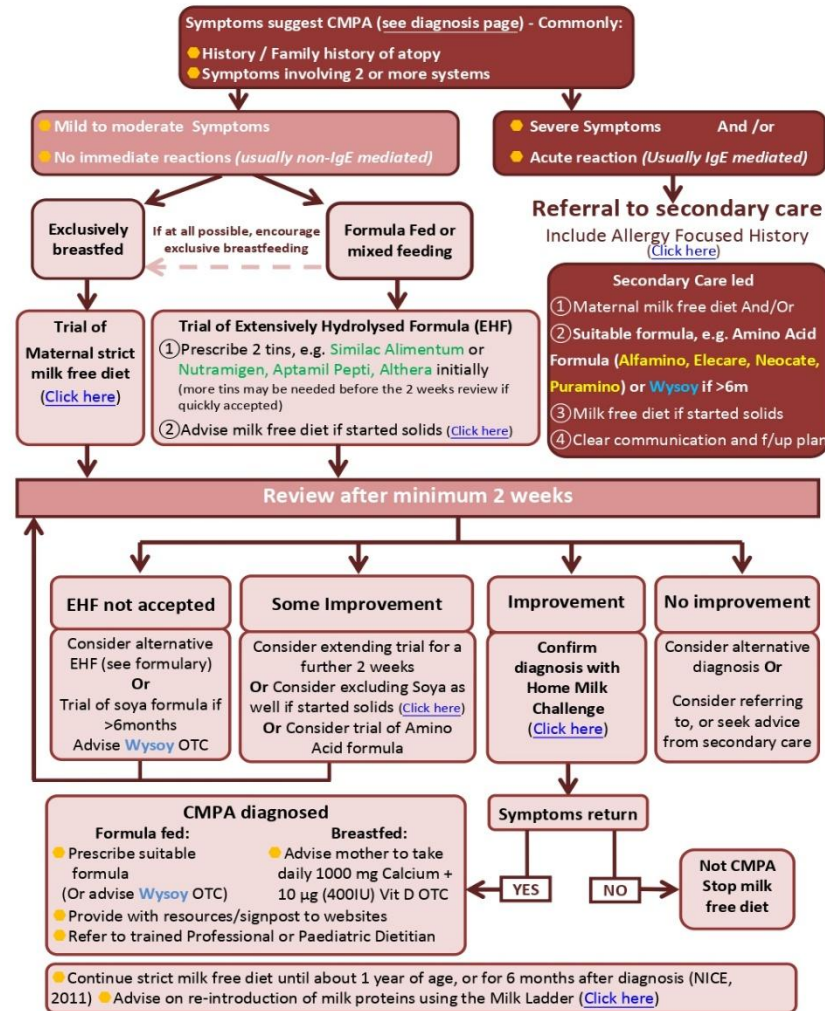 Symptoms suggest CMPA (see diagnosis page) - Commonly:
History / Family history of atopy
Symptoms involving 2 or more systems
Mild to moderate Symptoms
No immediate reactions (usually non-IgE mediated)
Severe Symptoms And /or
Acute reaction (Usually IgE mediated)
Exclusively
breastfed
If at all possible, encourage
exclusive breastfeeding
Formula Fed or
mixed feeding
Referral to secondary care
Include Allergy Focused History
(Click here)
Trial of
Maternal strict
milk free diet
(Click here)
Trial of Extensively Hydrolysed Formula (EHF)
① Prescribe 2 tins, e.g. Similac Alimentum or
Nutramigen, Aptamil Pepti, Althera initially
(more tins may be needed before the 2 weeks review if
quickly accepted)
② Advise milk free diet if started solids (Click here)
Secondary Care led
① Maternal milk free diet And/Or
② Suitable formula, e.g. Amino Acid
Formula (Alfamino, Elecare, Neocate,
Puramino) or Wysoy if >6m
③ Milk free diet if started solids
④ Clear communication and f/up plan
Review after minimum 2 weeks
EHF not accepted
Consider alternative
EHF (see formulary)
Or
Trial of soya formula if
>6months
Advise Wysoy OTC
Some Improvement
Consider extending trial for
a further 2 weeks
Or Consider excluding Soya as
well if started solids (Click here)
Or Consider trial of Amino
Acid formula
Improvement
Confirm
diagnosis with
Home Milk
Challenge
(Click here)
No improvement
Consider alternative
diagnosis Or
Consider referring
to, or seek advice
from secondary care
Symptoms return
YES
NO
Not CMPA
Stop milk
free diet
CMPA diagnosed
Formula fed:
Prescribe suitable
formula
(Or advise Wysoy OTC)
Breastfed:
Advise mother to take
daily 1000 mg Calcium +
10 µg (400IU) Vit D OTC
Provide with resources/signpost to websites
Refer to trained Professional or Paediatric Dietitian
Continue strict milk free diet until about 1 year of age, or for 6 months after diagnosis (NICE,
2011) Advise on re-introduction of milk proteins using the Milk Ladder (Click here)